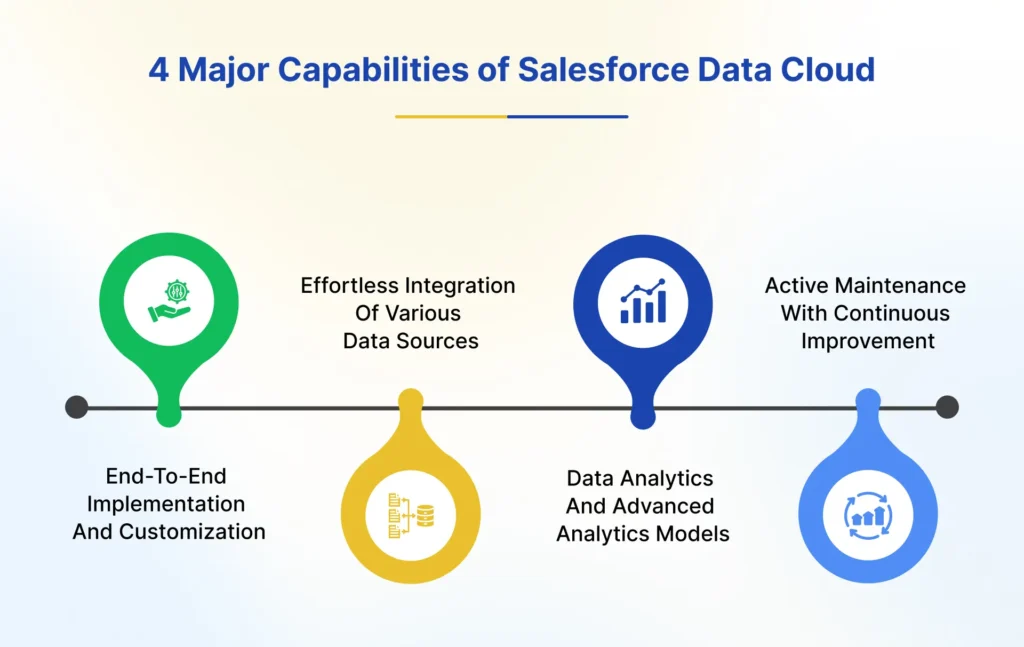 4 Major Capabilities of Salesforce Data Cloud
End-To-End
Implementation
And Customization
Effortless Integration
Of Various
Data Sources
Data Analytics
And Advanced
Analytics Models
Active Maintenance
With Continuous
Improvement